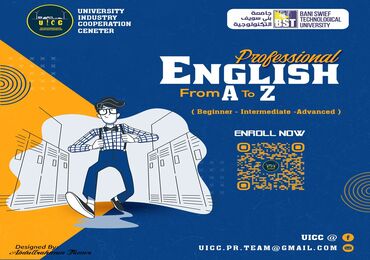 UICC
UNIVERSITY
INDUSTRY
COOPERATION
CENETER
جامعة
بني سويف
التكنولوجية
BST
BANI SWIEF
TECHNOLOGICAL
UNIVERSITY
Professional
ENGLISH
From A To Z
( Beginner - Intermediate -Advanced )
ENROLL NOW
UICC @
UICC.PR.TEAM@GMAIL.COM
Designed By: